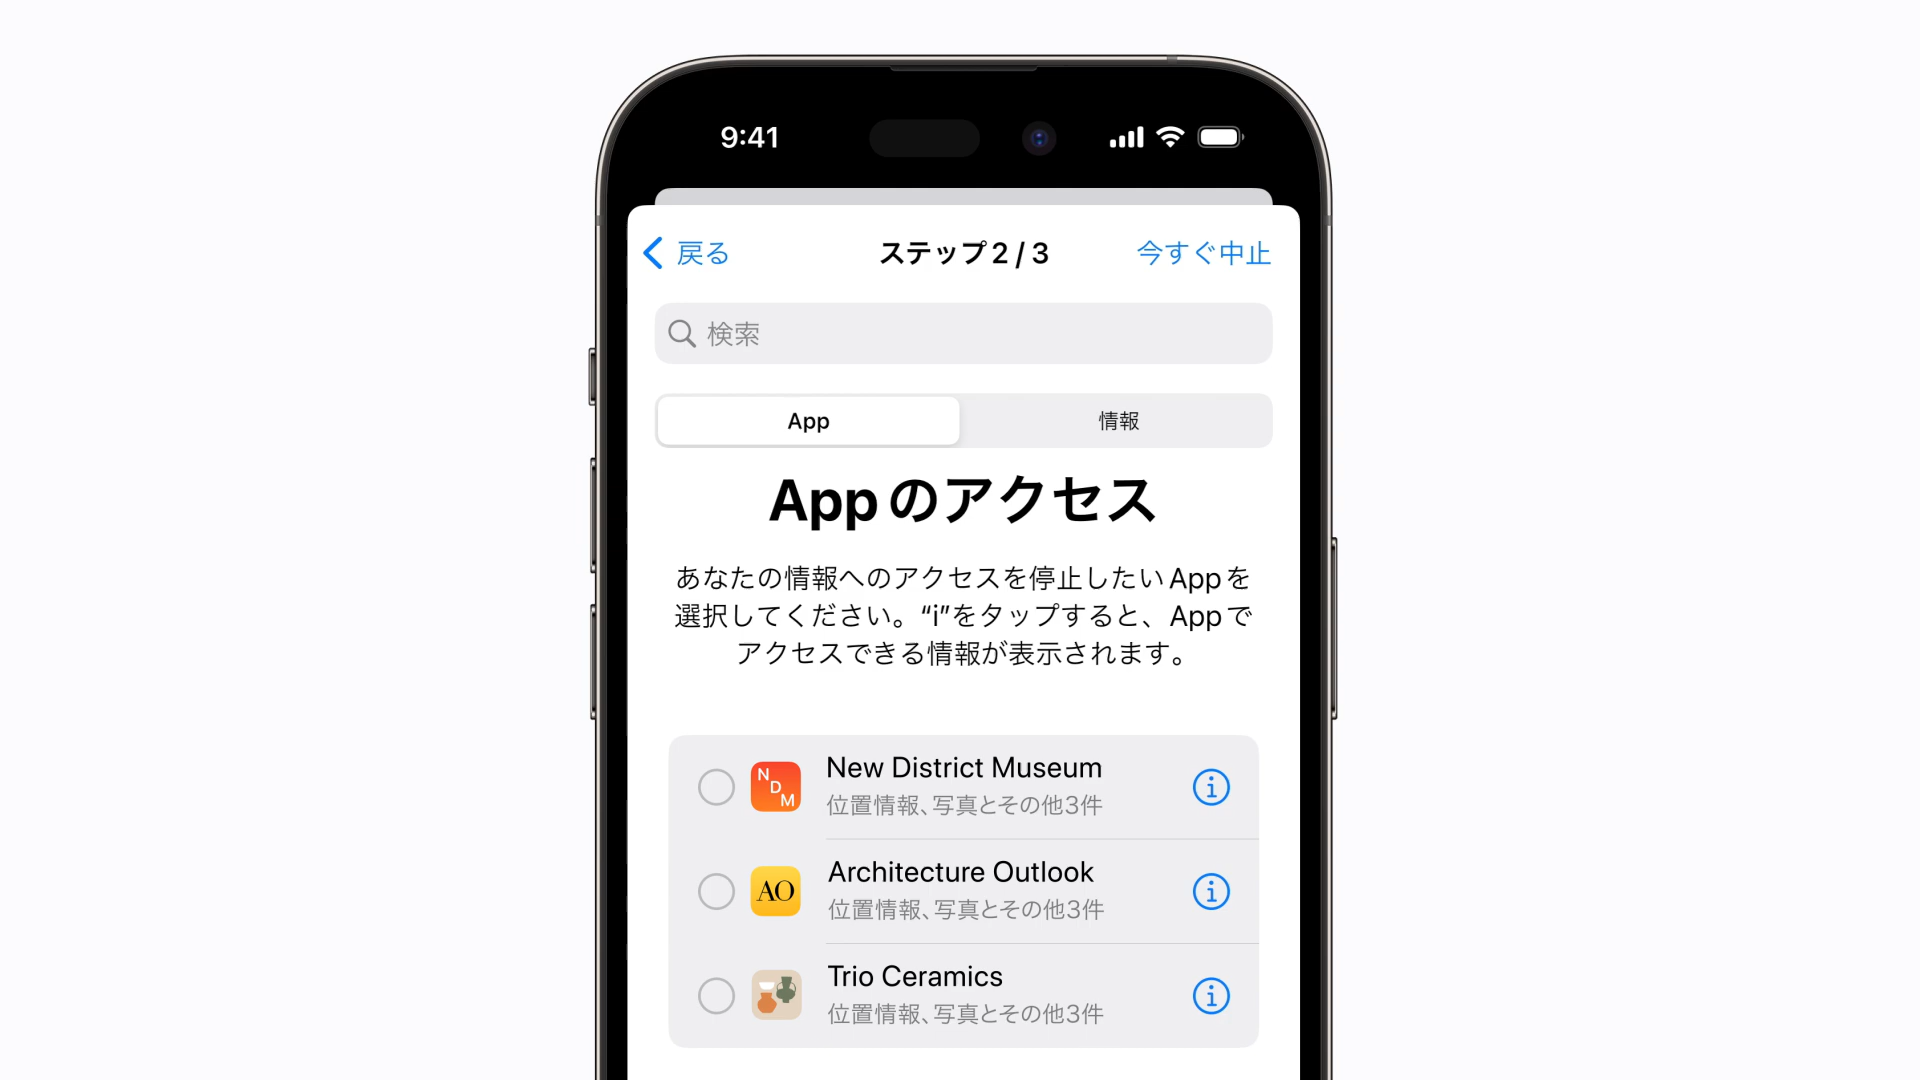 9:41
戻る
ステップ2 / 3
今すぐ中止
検索
App
情報
Appのアクセス
あなたの情報へのアクセスを停止したいAppを
選択してください。“i”をタップすると、Appで
アクセスできる情報が表示されます。
NDM
New District Museum
位置情報、写真とその他3件
AO
Architecture Outlook
位置情報、写真とその他3件
Trio Ceramics
位置情報、写真とその他3件